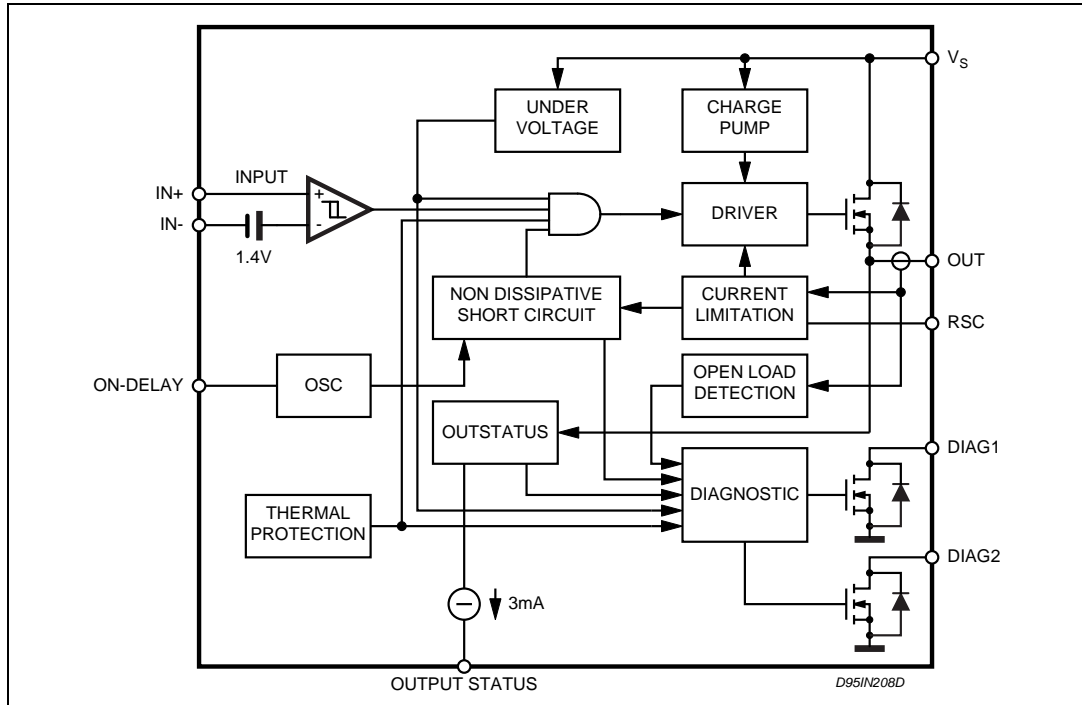 V_S
UNDER
VOLTAGE
CHARGE
PUMP
INPUT
IN+
+
IN-
-
1.4V
DRIVER
OUT
NON DISSIPATIVE
SHORT CIRCUIT
CURRENT
LIMITATION
RSC
ON-DELAY
OSC
OPEN LOAD
DETECTION
OUTSTATUS
DIAG1
DIAGNOSTIC
THERMAL
PROTECTION
DIAG2
3mA
OUTPUT STATUS
D95IN208D